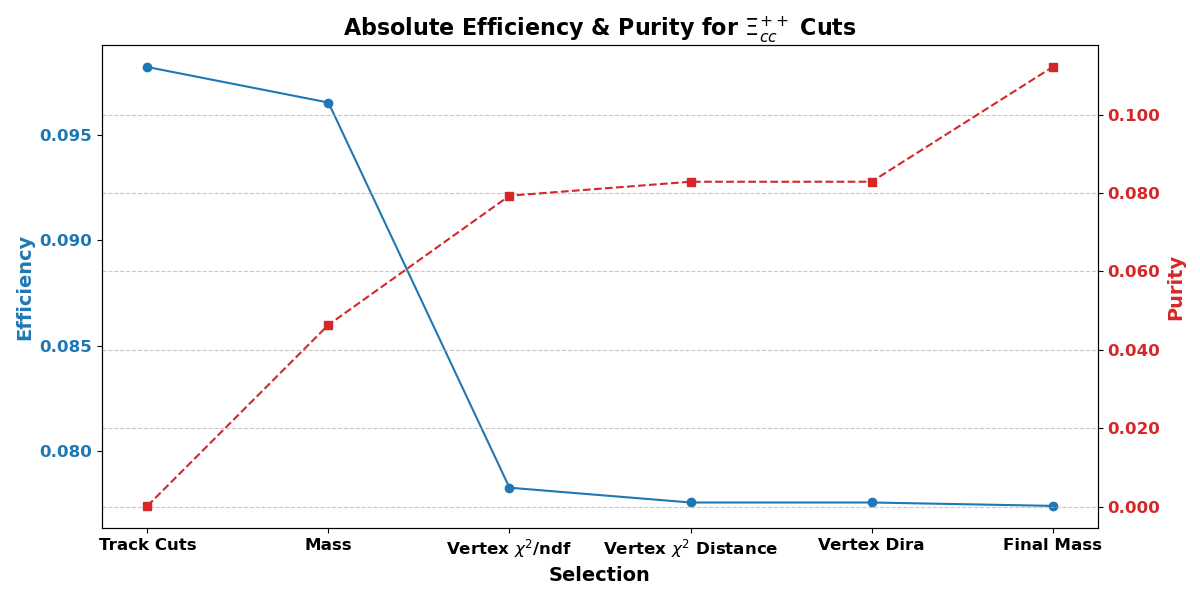 Absolute Efficiency & Purity for Ξ_{cc}^{++} Cuts
Efficiency
0.095
0.090
0.085
0.080
0.100
0.080
0.060
0.040
0.020
0.000
Purity
Track Cuts
Mass
Vertex χ²/ndf
Vertex χ² Distance
Vertex Dira
Final Mass
Selection